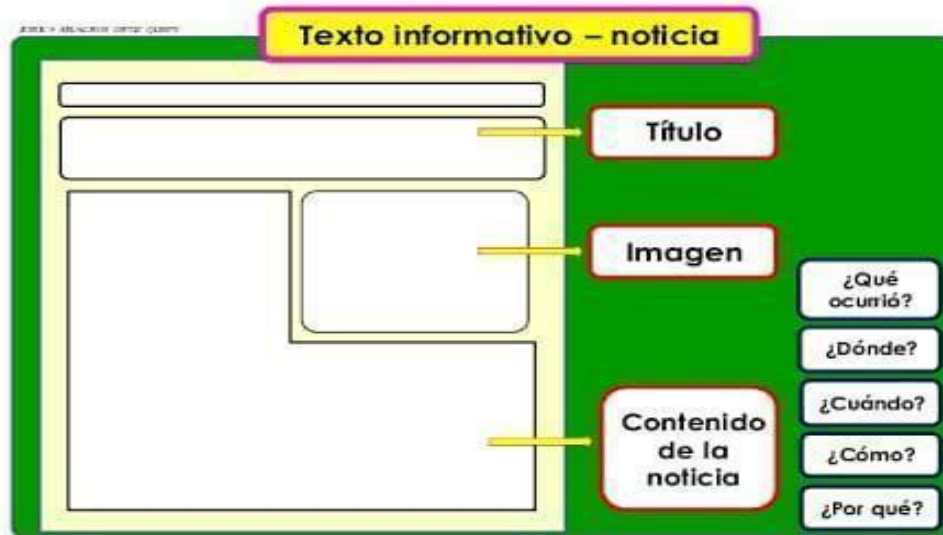 Texto informativo – noticia
Título
Imagen
Contenido
de la
noticia
¿Qué
ocurrió?
¿Dónde?
¿Cuándo?
¿Cómo?
¿Por qué?